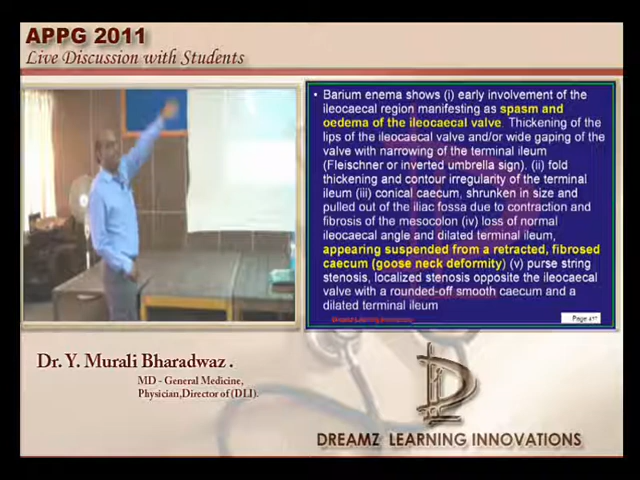 APPG 2011
Live Discussion with Students
• Barium enema shows (i) early involvement of the
ileocaecal region manifesting as spasm and
oedema of the ileocaecal valve. Thickening of the
lips of the ileocaecal valve and/or wide gaping of the
valve with narrowing of the terminal ileum
(Fleischner or inverted umbrella sign). (ii) fold
thickening and contour irregularity of the terminal
ileum (iii) conical caecum, shrunken in size and
pulled out of the iliac fossa due to contraction and
fibrosis of the mesocolon (iv) loss of normal
ileocaecal angle and dilated terminal ileum,
appearing suspended from a retracted, fibrosed
caecum (goose neck deformity) (v) purse string
stenosis, localized stenosis opposite the ileocaecal
valve with a rounded-off smooth caecum and a
dilated terminal ileum
Dreamz Learning Innovations
Page
Dr. Y. Murali Bharadwaz .
MD - General Medicine,
Physician,Director of (DLI).
DREAMZ LEARNING INNOVATIONS